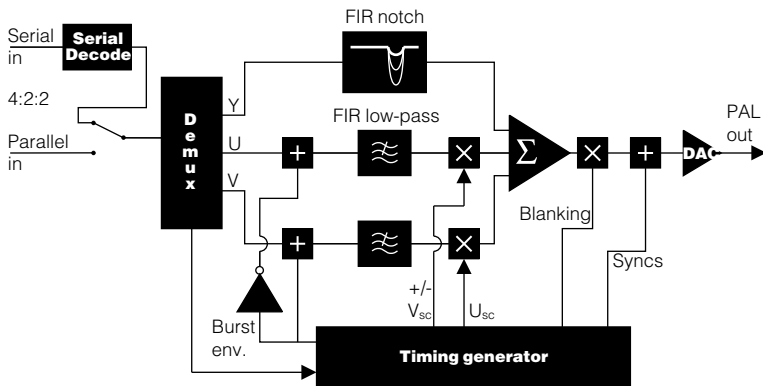 FIR notch
Serial
in
Serial
Decode
4:2:2
Parallel
in
Demux
Y
U
V
FIR low-pass
+
×
Σ
×
+
DAC
PAL
out
+
×
Blanking
Syncs
+/-
Vsc
Usc
Burst
env.
Timing generator